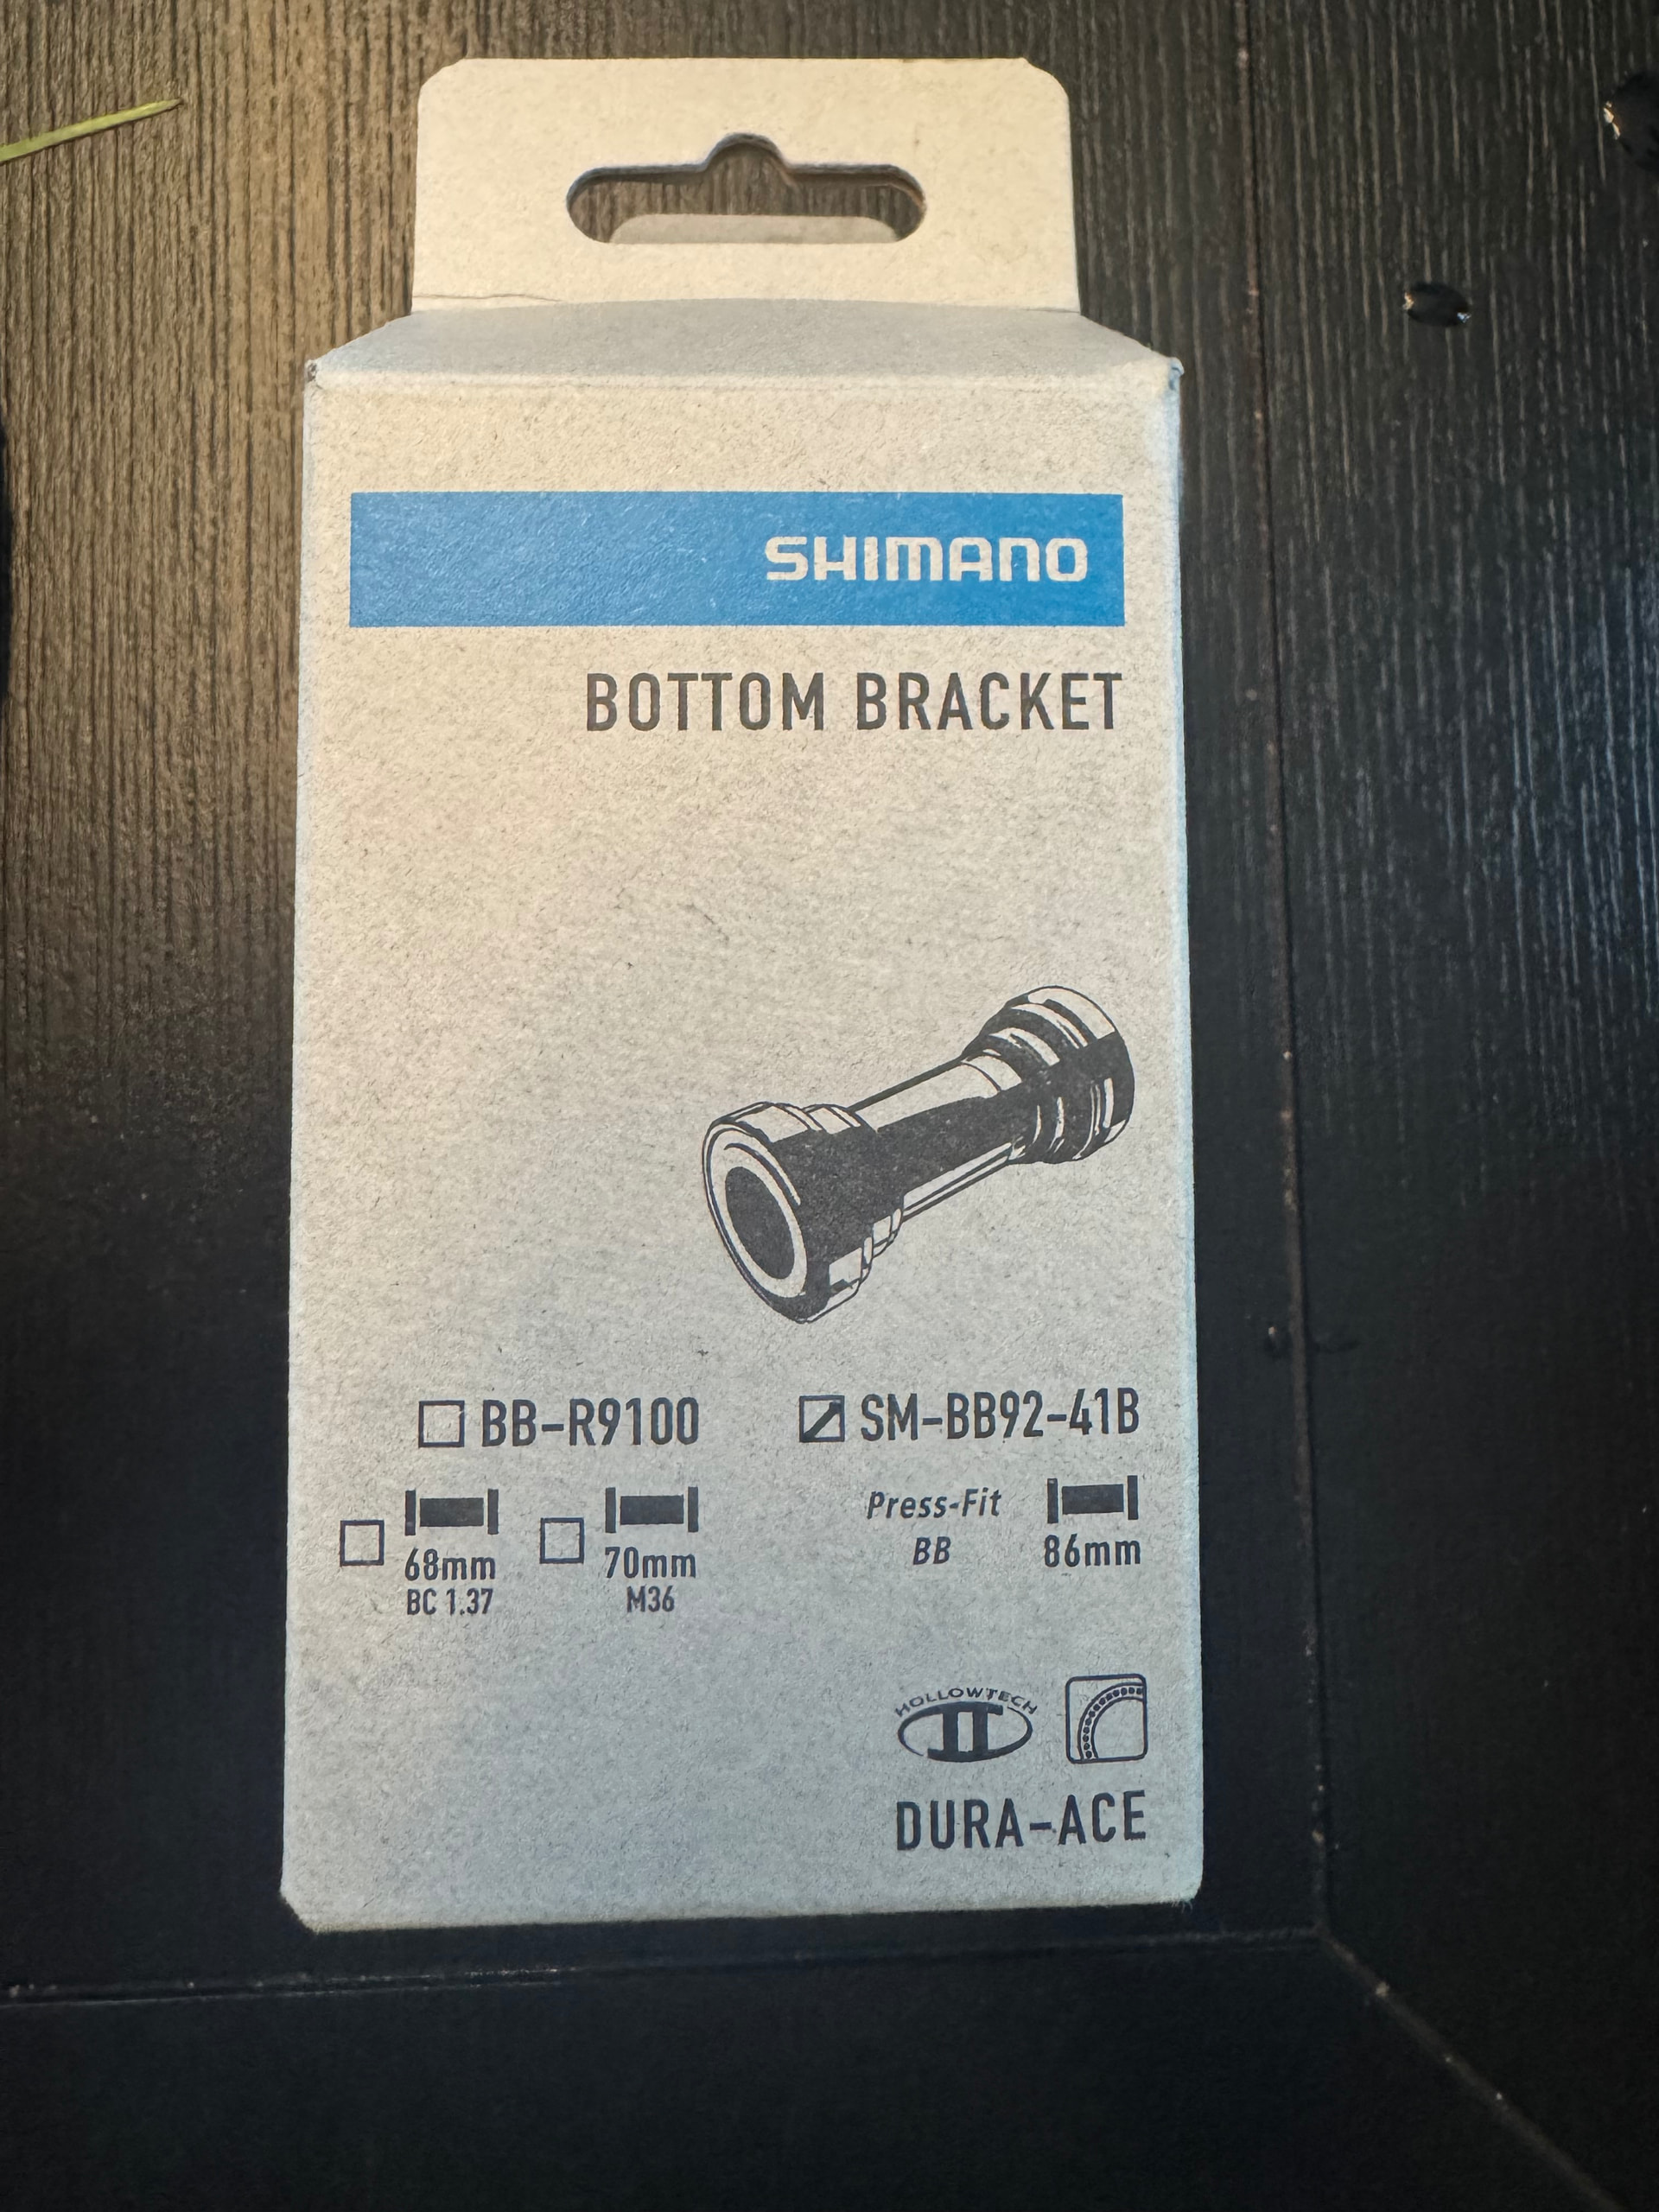 SHIMANO
BOTTOM BRACKET
BB-R9100
SM-BB92-41B
68mm
BC 1.37
70mm
M36
Press-Fit
BB
86mm
HOLLOWTECH
II
DURA-ACE